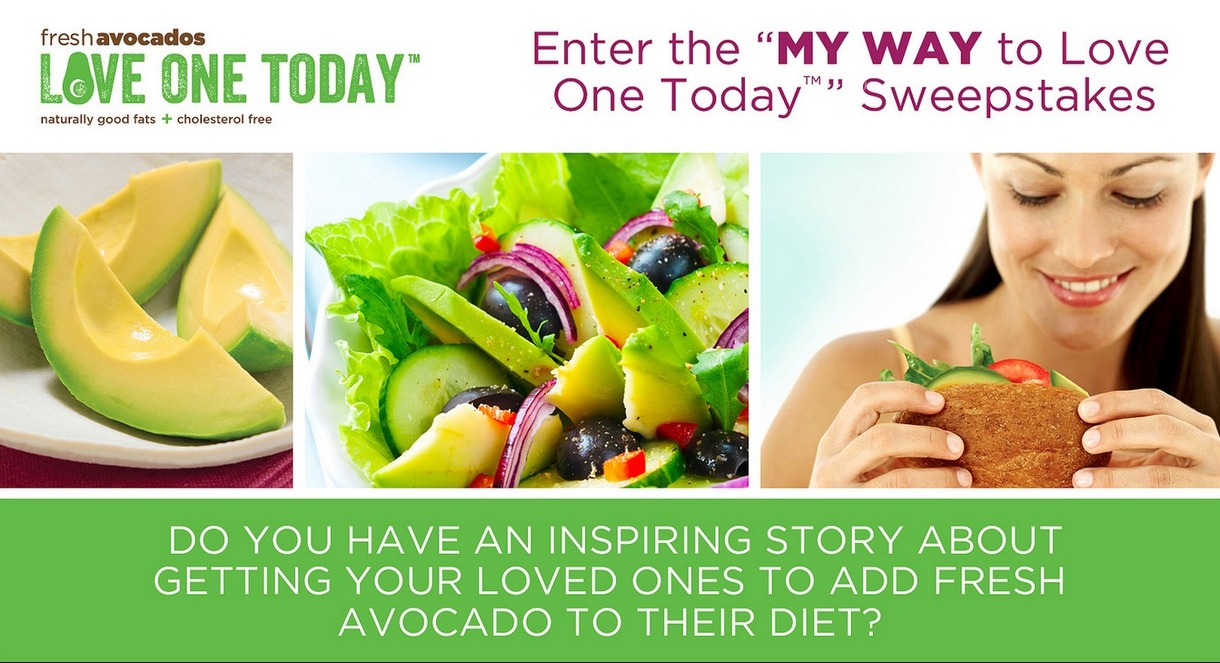 fresh avocados
LOVE ONE TODAY™
naturally good fats + cholesterol free
Enter the “MY WAY to Love
One Today™” Sweepstakes
DO YOU HAVE AN INSPIRING STORY ABOUT
GETTING YOUR LOVED ONES TO ADD FRESH
AVOCADO TO THEIR DIET?